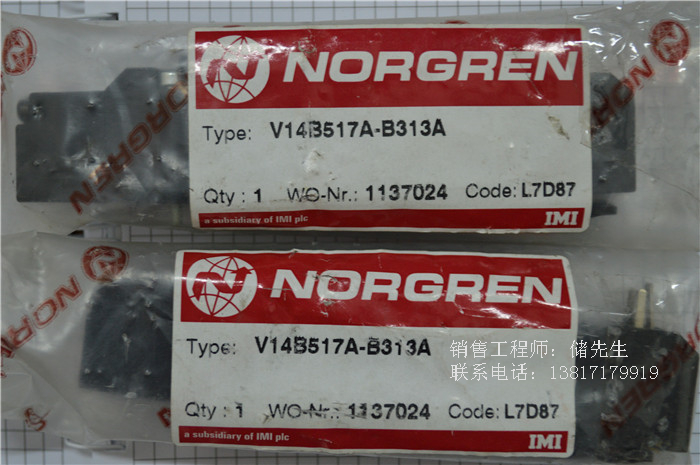 NORGREN
Type: V14B517A-B313A
Qty : 1 WO-Nr.: 1137024 Code: L7D87
a subsidiary of IMI plc IMI
NORGREN
NORGREN
NORGREN
Type: V14B517A-B313A
销售工程师：储先生
联系电话：13817179919
Qty : 1 WO-Nr.: 1137024 Code: L7D87
a subsidiary of IMI plc IMI